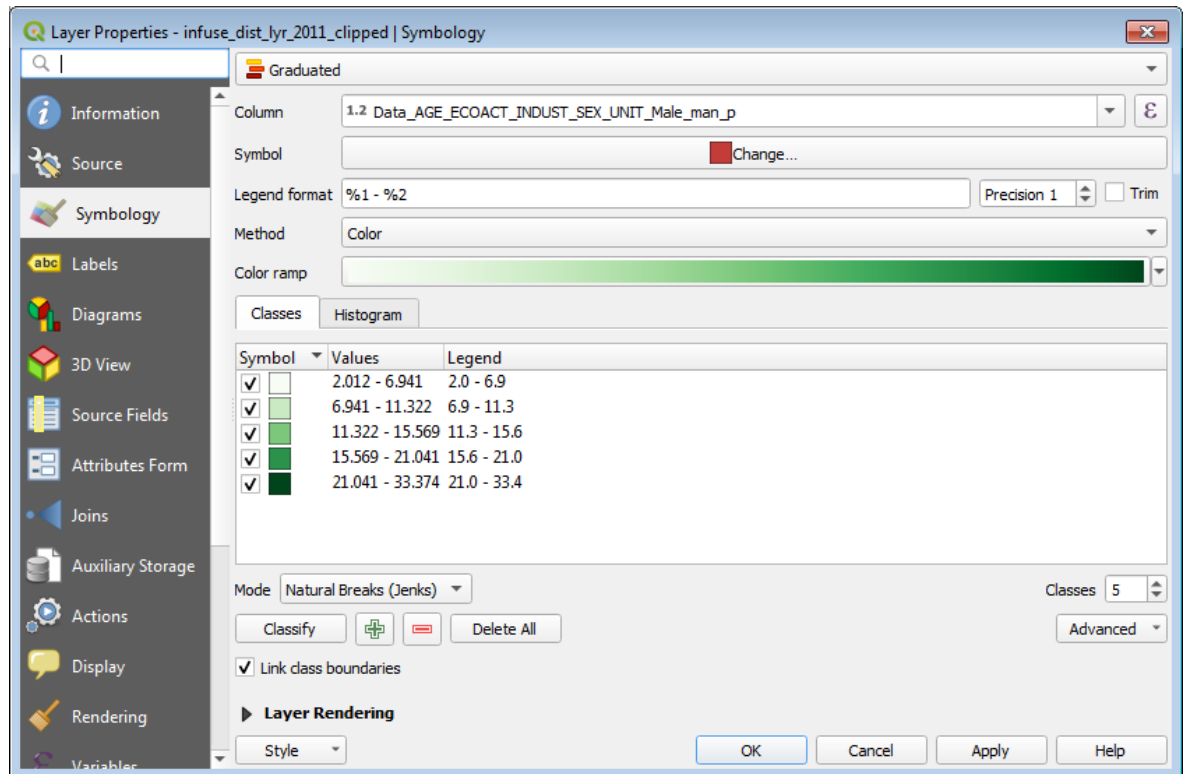 Layer Properties - infuse_dist_lyr_2011_clipped | Symbology
Information
Source
Symbology
abc Labels
Diagrams
3D View
Source Fields
Attributes Form
Joins
Auxiliary Storage
Actions
Display
Rendering
Variables
Graduated
Column 1.2 Data_AGE_ECOACT_INDUST_SEX_UNIT_Male_man_p ε
Symbol Change...
Legend format %1 - %2 Precision 1 Trim
Method Color
Color ramp
Classes Histogram
Symbol Values Legend
2.012 - 6.941 2.0 - 6.9
6.941 - 11.322 6.9 - 11.3
11.322 - 15.569 11.3 - 15.6
15.569 - 21.041 15.6 - 21.0
21.041 - 33.374 21.0 - 33.4
Mode Natural Breaks (Jenks) Classes 5
Classify Delete All Advanced
Link class boundaries
Layer Rendering
Style OK Cancel Apply Help